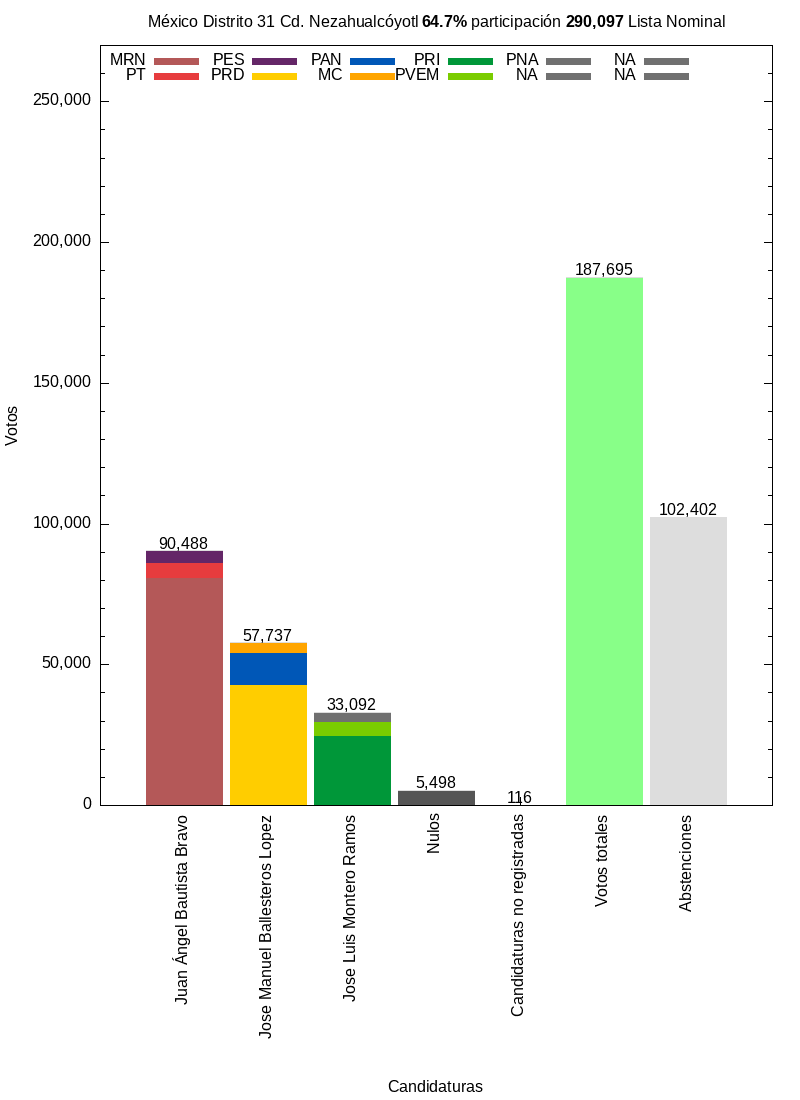 México Distrito 31 Cd. Nezahualcóyotl 64.7% participación 290,097 Lista Nominal
MRN PES PAN PRI PNA NA
PT PRD MC PVEM NA NA
250,000
200,000
150,000
100,000
50,000
0
Votos
90,488
57,737
33,092
5,498
116
187,695
102,402
Juan Ángel Bautista Bravo
Jose Manuel Ballesteros Lopez
Jose Luis Montero Ramos
Nulos
Candidaturas no registradas
Votos totales
Abstenciones
Candidaturas